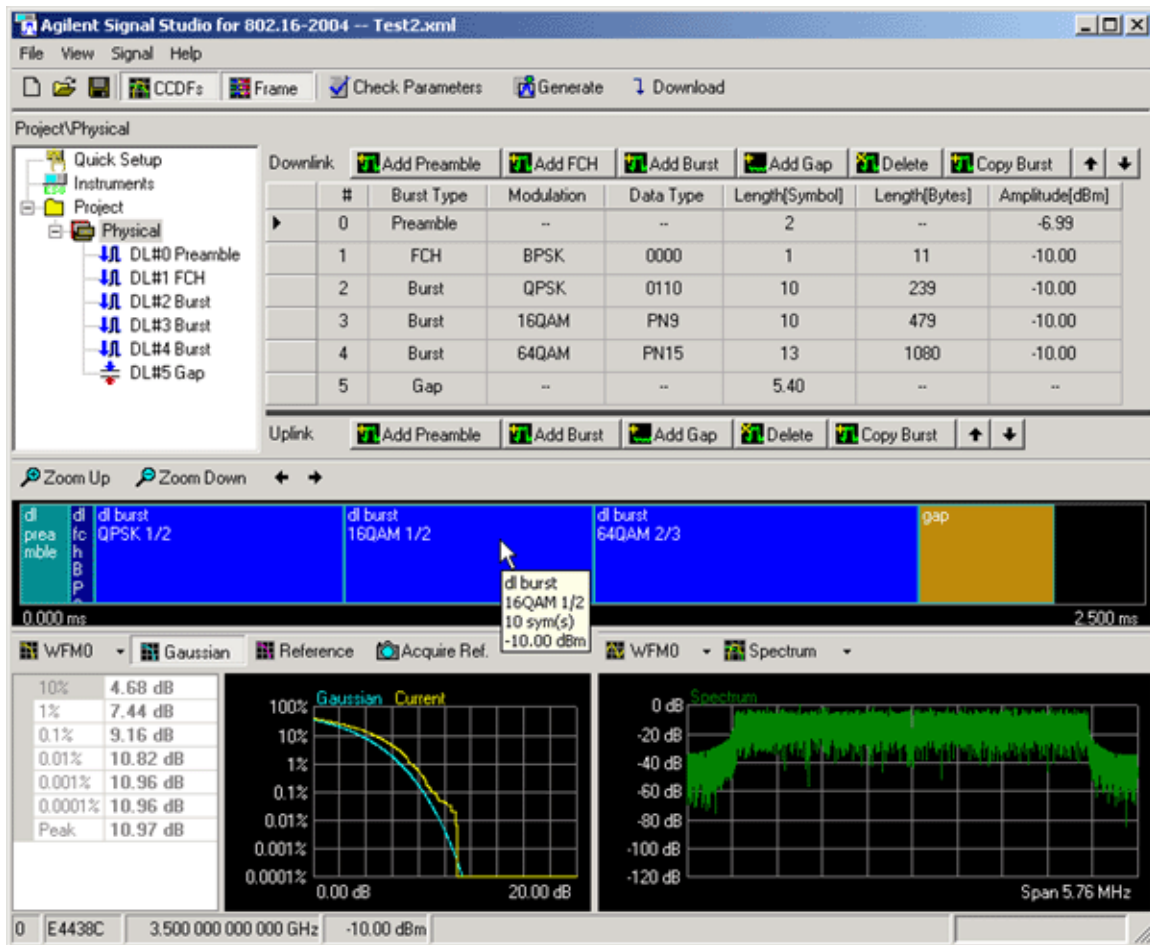 Agilent Signal Studio for 802.16-2004 -- Test2.xml
File View Signal Help
CCDFs Frame Check Parameters Generate Download
Project\Physical
Quick Setup
Instruments
Project
Physical
DL#0 Preamble
DL#1 FCH
DL#2 Burst
DL#3 Burst
DL#4 Burst
DL#5 Gap
Downlink Add Preamble Add FCH Add Burst Add Gap Delete Copy Burst
# Burst Type Modulation Data Type Length[Symbol] Length[Bytes] Amplitude[dBm]
0 Preamble -- -- 2 -- -6.99
1 FCH BPSK 0000 1 11 -10.00
2 Burst QPSK 0110 10 239 -10.00
3 Burst 16QAM PN9 10 479 -10.00
4 Burst 64QAM PN15 13 1080 -10.00
5 Gap -- -- 5.40 -- --
Uplink Add Preamble Add Burst Add Gap Delete Copy Burst
Zoom Up Zoom Down
dl
prea
mble
dl
fc
h
B
P
dl burst
QPSK 1/2
dl burst
16QAM 1/2
dl burst
64QAM 2/3
gap
dl burst
16QAM 1/2
10 sym(s)
-10.00 dBm
0.000 ms 2.500 ms
WFM0 Gaussian Reference Acquire Ref. WFM0 Spectrum
10% 4.68 dB
1% 7.44 dB
0.1% 9.16 dB
0.01% 10.82 dB
0.001% 10.96 dB
0.0001% 10.96 dB
Peak 10.97 dB
Gaussian Current
100%
10%
1%
0.1%
0.01%
0.001%
0.0001%
0.00 dB 20.00 dB
Spectrum
0 dB
-20 dB
-40 dB
-60 dB
-80 dB
-100 dB
-120 dB
Span 5.76 MHz
0 E4438C 3.500 000 000 000 GHz -10.00 dBm